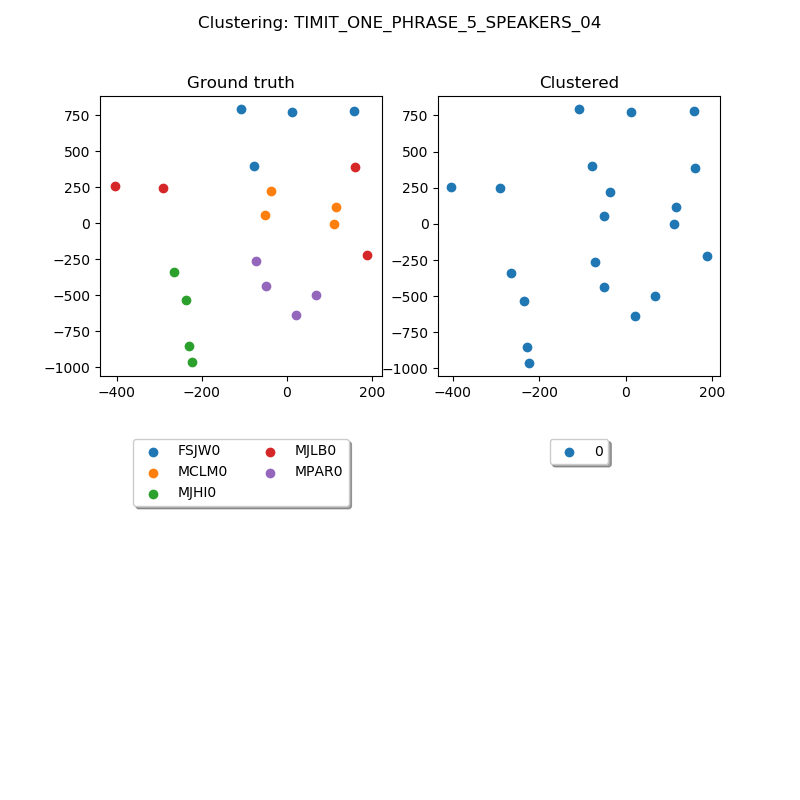 Clustering: TIMIT_ONE_PHRASE_5_SPEAKERS_04
Ground truth
750
500
250
0
−250
−500
−750
−1000
−400 −200 0 200
FSJW0 MJLB0
MCLM0 MPAR0
MJHI0
Clustered
750
500
250
0
−250
−500
−750
−1000
−400 −200 0 200
0